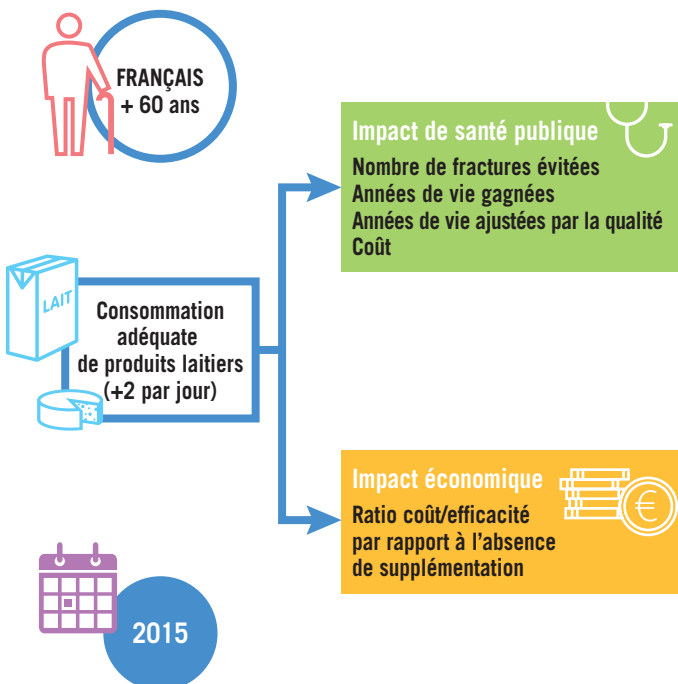 FRANÇAIS
+ 60 ans
Impact de santé publique
Nombre de fractures évitées
Années de vie gagnées
Années de vie ajustées par la qualité
Coût
LAIT
Consommation
adéquate
de produits laitiers
(+2 par jour)
Impact économique
Ratio coût/efficacité
par rapport à l’absence
de supplémentation
€
2015